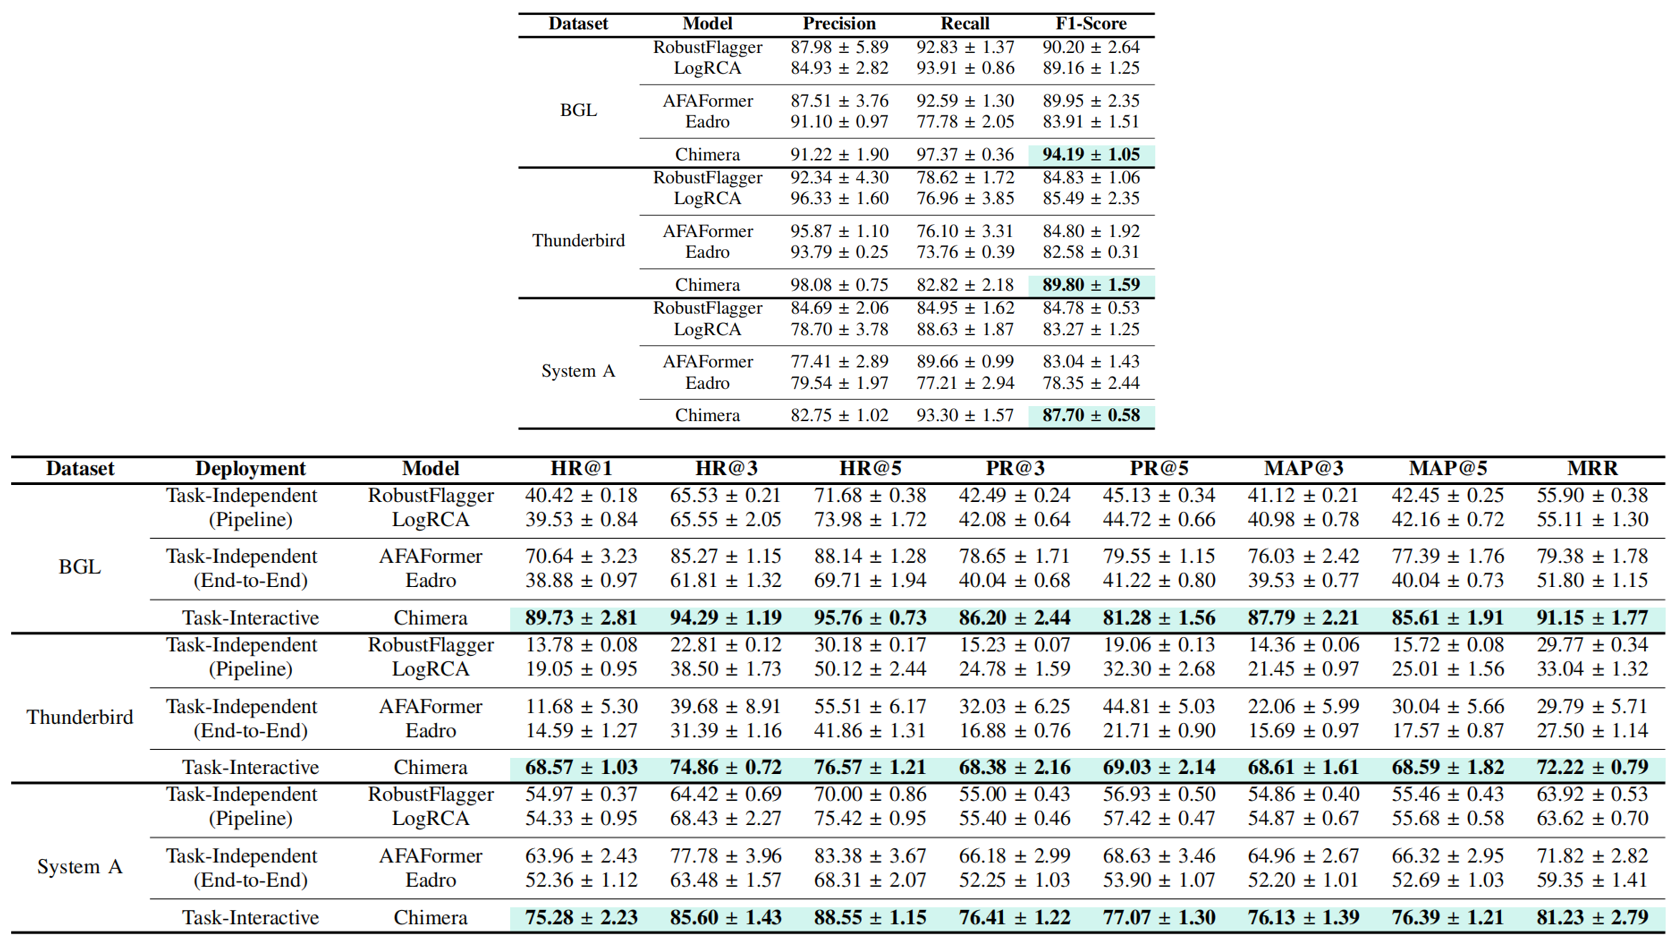 Dataset Model Precision Recall F1-Score
RobustFlagger 87.98 ± 5.89 92.83 ± 1.37 90.20 ± 2.64
LogRCA 84.93 ± 2.82 93.91 ± 0.86 89.16 ± 1.25
AFAFormer 87.51 ± 3.76 92.59 ± 1.30 89.95 ± 2.35
BGL
Eadro 91.10 ± 0.97 77.78 ± 2.05 83.91 ± 1.51
Chimera 91.22 ± 1.90 97.37 ± 0.36 94.19 ± 1.05
RobustFlagger 92.34 ± 4.30 78.62 ± 1.72 84.83 ± 1.06
LogRCA 96.33 ± 1.60 76.96 ± 3.85 85.49 ± 2.35
AFAFormer 95.87 ± 1.10 76.10 ± 3.31 84.80 ± 1.92
Thunderbird
Eadro 93.79 ± 0.25 73.76 ± 0.39 82.58 ± 0.31
Chimera 98.08 ± 0.75 82.82 ± 2.18 89.80 ± 1.59
RobustFlagger 84.69 ± 2.06 84.95 ± 1.62 84.78 ± 0.53
LogRCA 78.70 ± 3.78 88.63 ± 1.87 83.27 ± 1.25
AFAFormer 77.41 ± 2.89 89.66 ± 0.99 83.04 ± 1.43
System A
Eadro 79.54 ± 1.97 77.21 ± 2.94 78.35 ± 2.44
Chimera 82.75 ± 1.02 93.30 ± 1.57 87.70 ± 0.58
Dataset Deployment Model HR@1 HR@3 HR@5 PR@3 PR@5 MAP@3 MAP@5 MRR
Task-Independent RobustFlagger 40.42 ± 0.18 65.53 ± 0.21 71.68 ± 0.38 42.49 ± 0.24 45.13 ± 0.34 41.12 ± 0.21 42.45 ± 0.25 55.90 ± 0.38
(Pipeline) LogRCA 39.53 ± 0.84 65.55 ± 2.05 73.98 ± 1.72 42.08 ± 0.64 44.72 ± 0.66 40.98 ± 0.78 42.16 ± 0.72 55.11 ± 1.30
Task-Independent AFAFormer 70.64 ± 3.23 85.27 ± 1.15 88.14 ± 1.28 78.65 ± 1.71 79.55 ± 1.15 76.03 ± 2.42 77.39 ± 1.76 79.38 ± 1.78
BGL
(End-to-End) Eadro 38.88 ± 0.97 61.81 ± 1.32 69.71 ± 1.94 40.04 ± 0.68 41.22 ± 0.80 39.53 ± 0.77 40.04 ± 0.73 51.80 ± 1.15
Task-Interactive Chimera 89.73 ± 2.81 94.29 ± 1.19 95.76 ± 0.73 86.20 ± 2.44 81.28 ± 1.56 87.79 ± 2.21 85.61 ± 1.91 91.15 ± 1.77
Task-Independent RobustFlagger 13.78 ± 0.08 22.81 ± 0.12 30.18 ± 0.17 15.23 ± 0.07 19.06 ± 0.13 14.36 ± 0.06 15.72 ± 0.08 29.77 ± 0.34
(Pipeline) LogRCA 19.05 ± 0.95 38.50 ± 1.73 50.12 ± 2.44 24.78 ± 1.59 32.30 ± 2.68 21.45 ± 0.97 25.01 ± 1.56 33.04 ± 1.32
Task-Independent AFAFormer 11.68 ± 5.30 39.68 ± 8.91 55.51 ± 6.17 32.03 ± 6.25 44.81 ± 5.03 22.06 ± 5.99 30.04 ± 5.66 29.79 ± 5.71
Thunderbird
(End-to-End) Eadro 14.59 ± 1.27 31.39 ± 1.16 41.86 ± 1.31 16.88 ± 0.76 21.71 ± 0.90 15.69 ± 0.97 17.57 ± 0.87 27.50 ± 1.14
Task-Interactive Chimera 68.57 ± 1.03 74.86 ± 0.72 76.57 ± 1.21 68.38 ± 2.16 69.03 ± 2.14 68.61 ± 1.61 68.59 ± 1.82 72.22 ± 0.79
Task-Independent RobustFlagger 54.97 ± 0.37 64.42 ± 0.69 70.00 ± 0.86 55.00 ± 0.43 56.93 ± 0.50 54.86 ± 0.40 55.46 ± 0.43 63.92 ± 0.53
(Pipeline) LogRCA 54.33 ± 0.95 68.43 ± 2.27 75.42 ± 0.95 55.40 ± 0.46 57.42 ± 0.47 54.87 ± 0.67 55.68 ± 0.58 63.62 ± 0.70
Task-Independent AFAFormer 63.96 ± 2.43 77.78 ± 3.96 83.38 ± 3.67 66.18 ± 2.99 68.63 ± 3.46 64.96 ± 2.67 66.32 ± 2.95 71.82 ± 2.82
System A
(End-to-End) Eadro 52.36 ± 1.12 63.48 ± 1.57 68.31 ± 2.07 52.25 ± 1.03 53.90 ± 1.07 52.20 ± 1.01 52.69 ± 1.03 59.35 ± 1.41
Task-Interactive Chimera 75.28 ± 2.23 85.60 ± 1.43 88.55 ± 1.15 76.41 ± 1.22 77.07 ± 1.30 76.13 ± 1.39 76.39 ± 1.21 81.23 ± 2.79